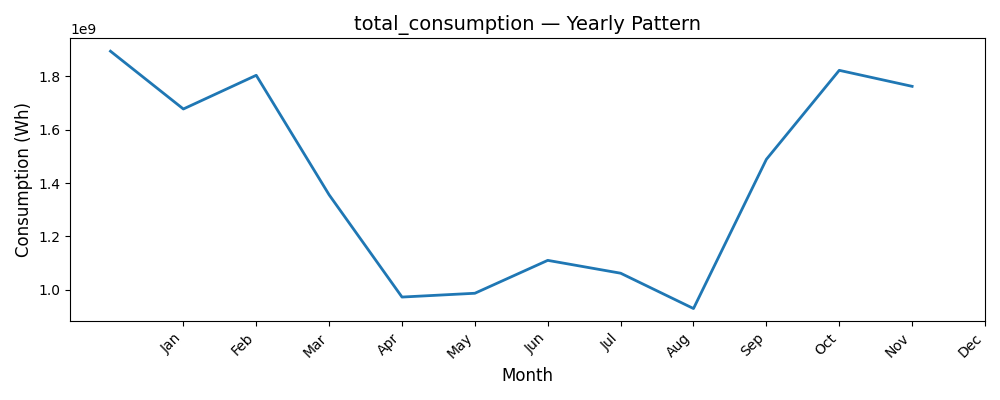 total_consumption — Yearly Pattern
1e9
Consumption (Wh)
1.8
1.6
1.4
1.2
1.0
Jan Feb Mar Apr May Jun Jul Aug Sep Oct Nov Dec
Month